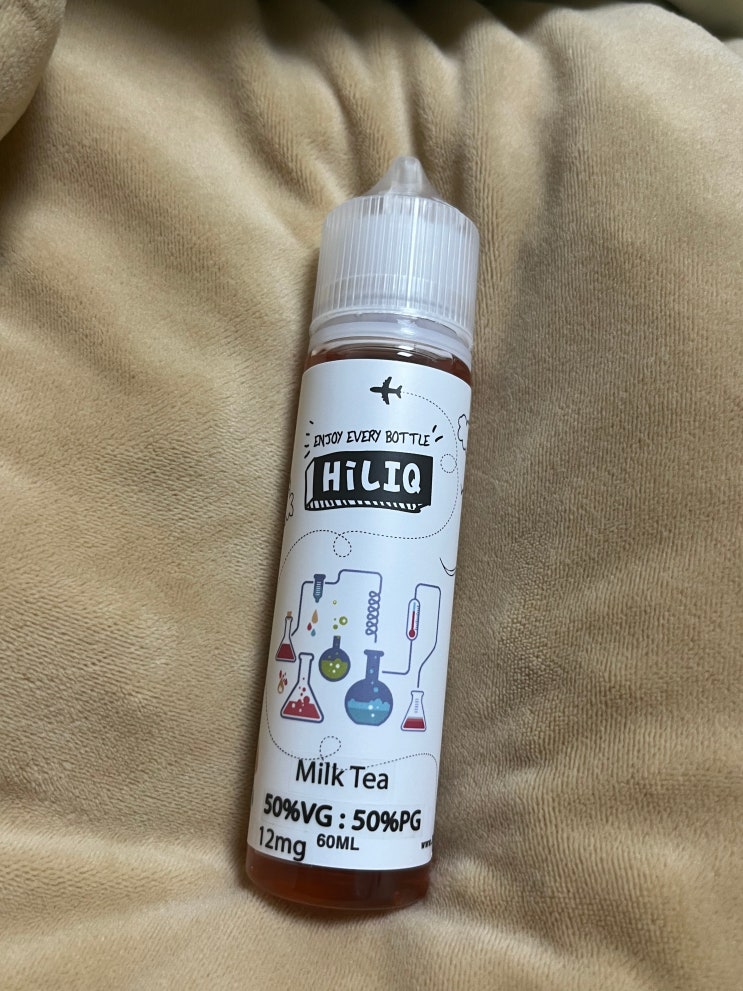 ENJOY EVERY BOTTLE
HiLIQ
Milk Tea
50%VG : 50%PG
12mg 60ML